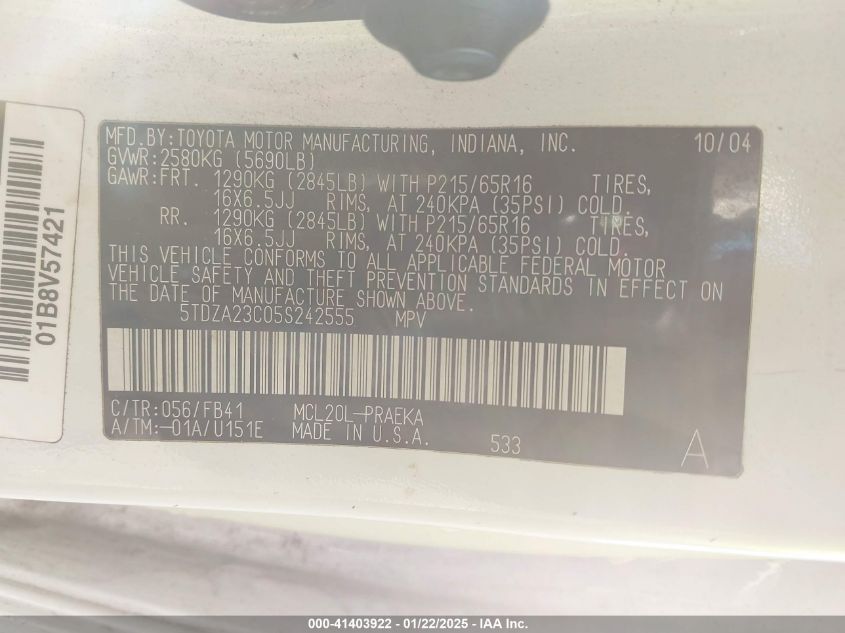 MFD.BY:TOYOTA MOTOR MANUFACTURING, INDIANA, INC. 10/04
GVWR:2580KG (5690LB)
GAWR:FRT. 1290KG (2845LB) WITH P215/65R16 TIRES,
16X6.5JJ RIMS, AT 240KPA (35PSI) COLD.
RR. 1290KG (2845LB) WITH P215/65R16 TIRES,
16X6.5JJ RIMS, AT 240KPA (35PSI) COLD.
THIS VEHICLE CONFORMS TO ALL APPLICABLE FEDERAL MOTOR
VEHICLE SAFETY AND THEFT PREVENTION STANDARDS IN EFFECT ON
THE DATE OF MANUFACTURE SHOWN ABOVE.
5TDZA23C05S242555 MPV
C/TR:056/FB41 MCL20L-PRAEKA
A/TM:-01A/U151E MADE IN U.S.A. 533 A
01B8V57421
000-41403922 - 01/22/2025 - IAA Inc.